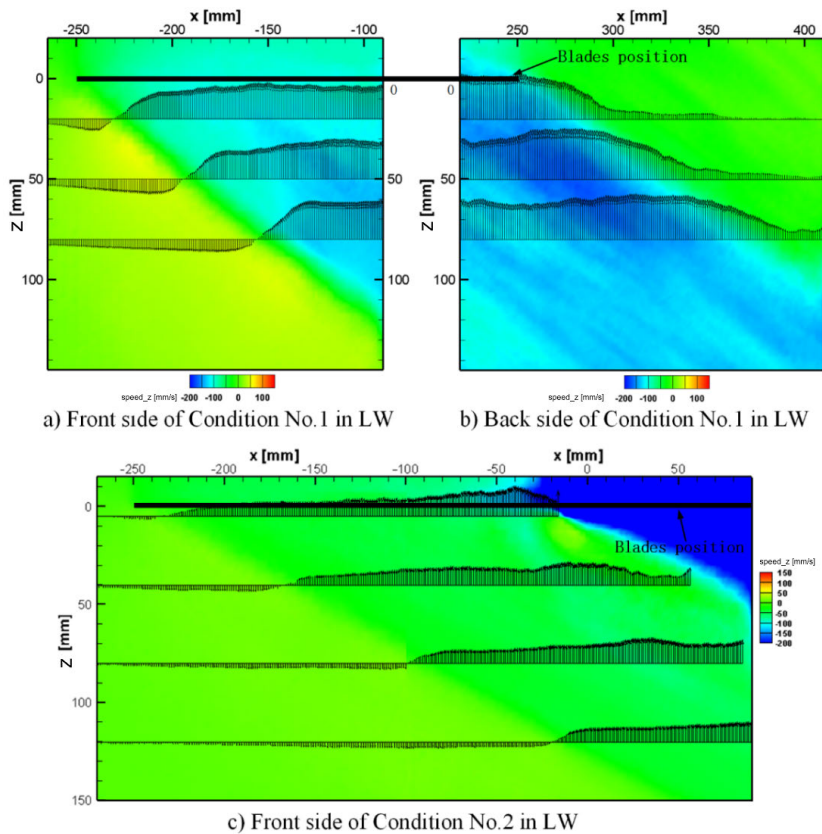 x [mm]
-250 -200 -150 -100
x [mm]
250 300 350 400
Blades position
0
0 0
50
50
100
100
Z [mm]
Z [mm]
speed_z [mm/s] -200 -100 0 100
speed_z [mm/s] -200 -100 0 100
a) Front side of Condition No.1 in LW
b) Back side of Condition No.1 in LW
x [mm]
-250 -200 -150 -100 -50 0 50
Blades position
0
50
100
150
Z [mm]
speed_z [mm/s]
150
100
50
0
-50
-100
-150
-200
c) Front side of Condition No.2 in LW